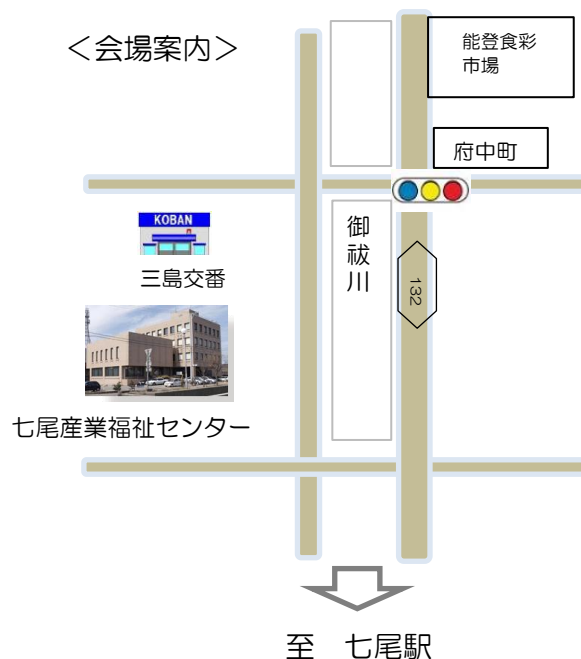 ＜会場案内＞
能登食彩
市場
府中町
KOBAN
三島交番
御祓川
132
七尾産業福祉センター
至　七尾駅